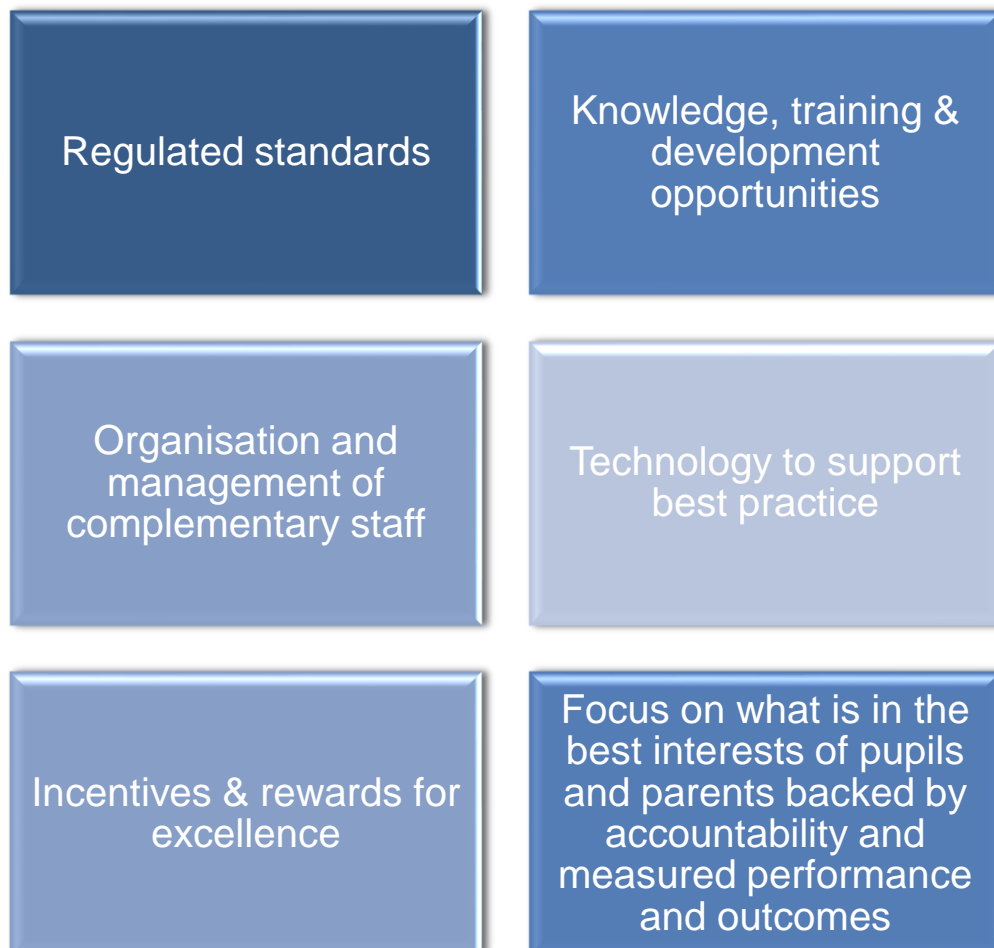 Regulated standards
Knowledge, training &
development
opportunities
Organisation and
management of
complementary staff
Technology to support
best practice
Incentives & rewards for
excellence
Focus on what is in the
best interests of pupils
and parents backed by
accountability and
measured performance
and outcomes